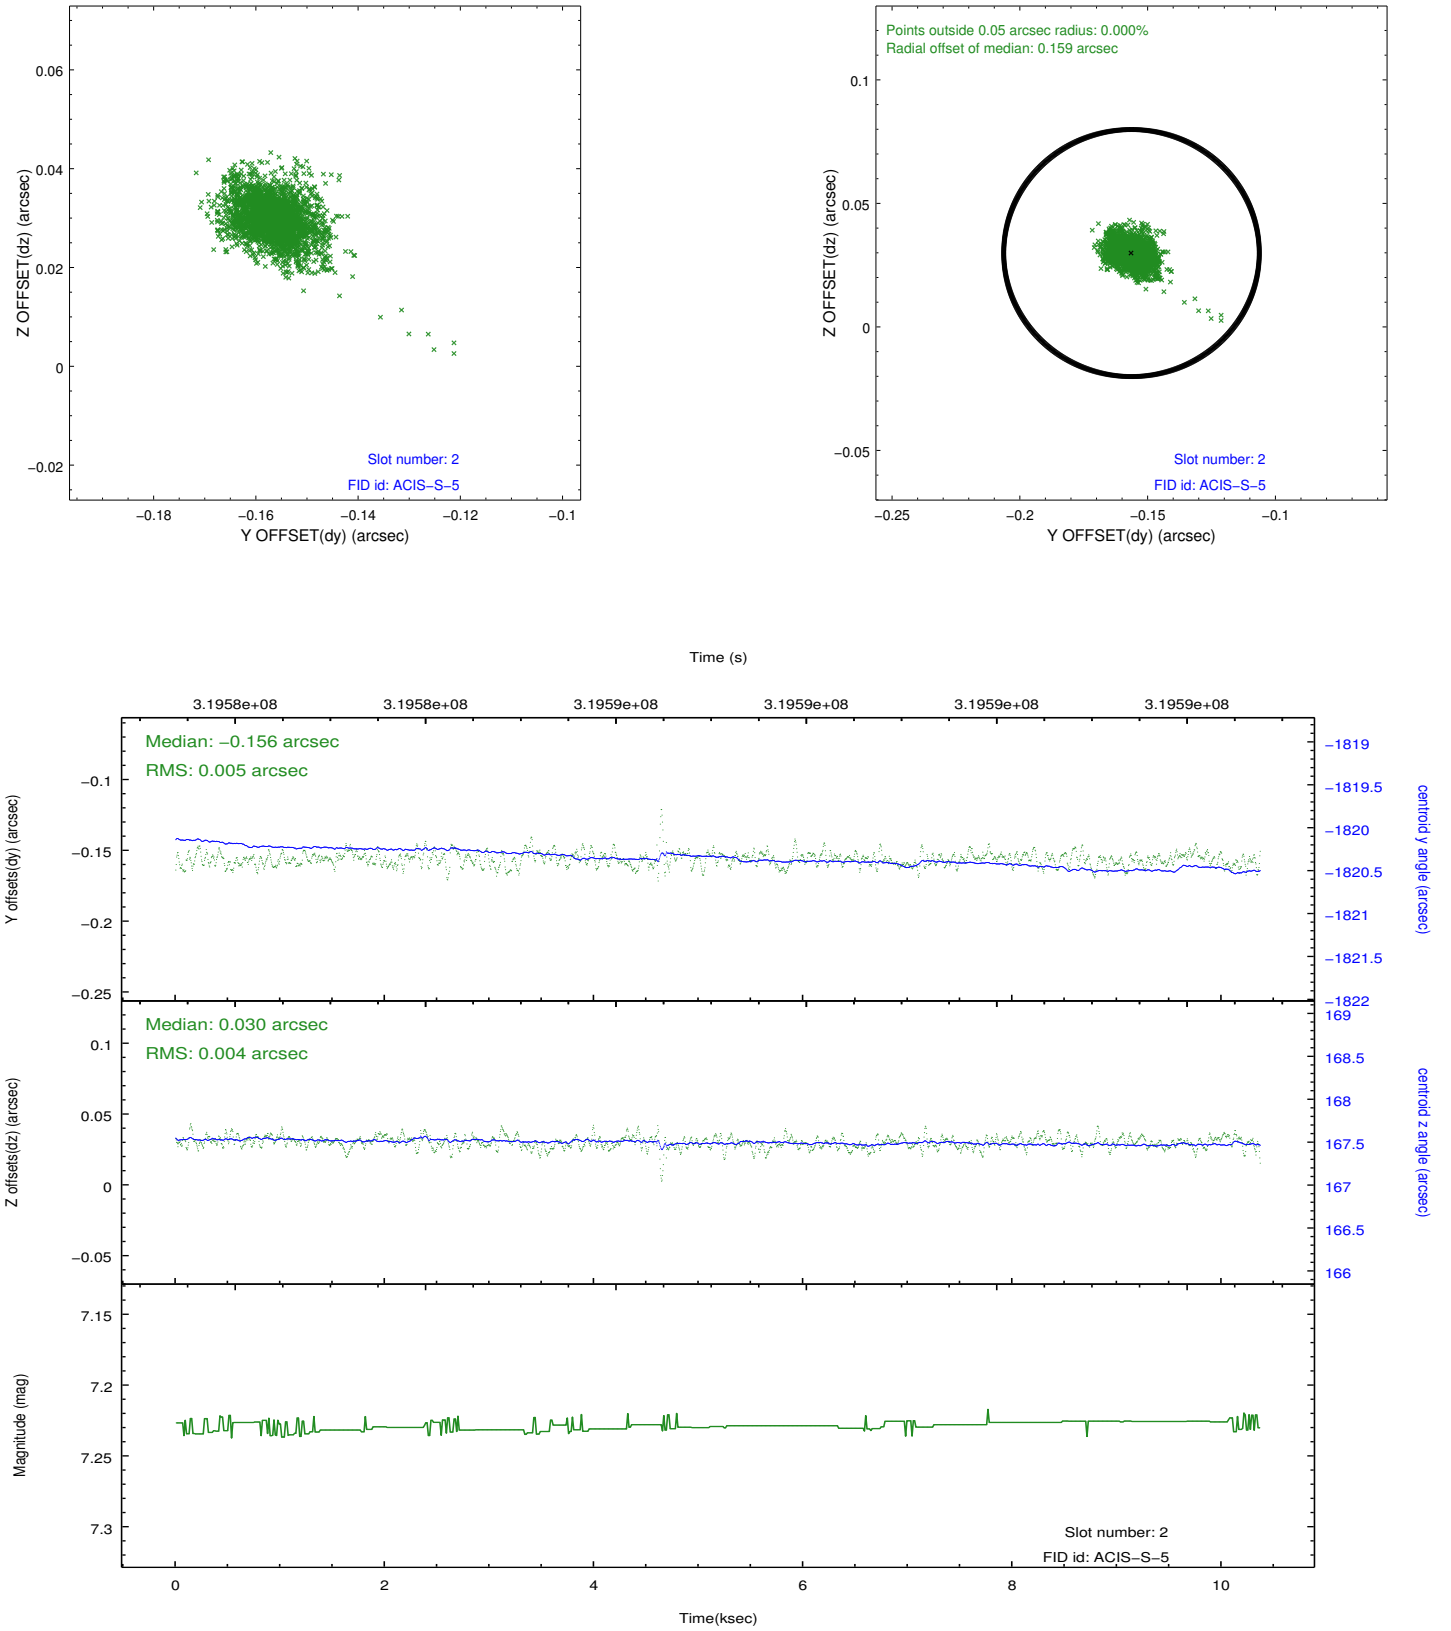 0.06
0.04
0.02
0
−0.02
Z OFFSET(dz) (arcsec)
Slot number: 2
FID id: ACIS−S−5
−0.18
−0.16
−0.14
−0.12
−0.1
Y OFFSET(dy) (arcsec)
Points outside 0.05 arcsec radius: 0.000%
Radial offset of median: 0.159 arcsec
0.1
0.05
0
−0.05
Z OFFSET(dz) (arcsec)
Slot number: 2
FID id: ACIS−S−5
−0.25
−0.2
−0.15
−0.1
Y OFFSET(dy) (arcsec)
Time (s)
3.1958e+08
3.1958e+08
3.1959e+08
3.1959e+08
3.1959e+08
3.1959e+08
Median: −0.156 arcsec
RMS: 0.005 arcsec
−0.1
−0.15
−0.2
−0.25
Y offsets(dy) (arcsec)
−1819
−1819.5
−1820
−1820.5
−1821
−1821.5
−1822
centroid y angle (arcsec)
Median: 0.030 arcsec
RMS: 0.004 arcsec
0.1
0.05
0
−0.05
Z offsets(dz) (arcsec)
169
168.5
168
167.5
167
166.5
166
centroid z angle (arcsec)
7.15
7.2
7.25
7.3
Magnitude (mag)
Slot number: 2
FID id: ACIS−S−5
0
2
4
6
8
10
Time(ksec)